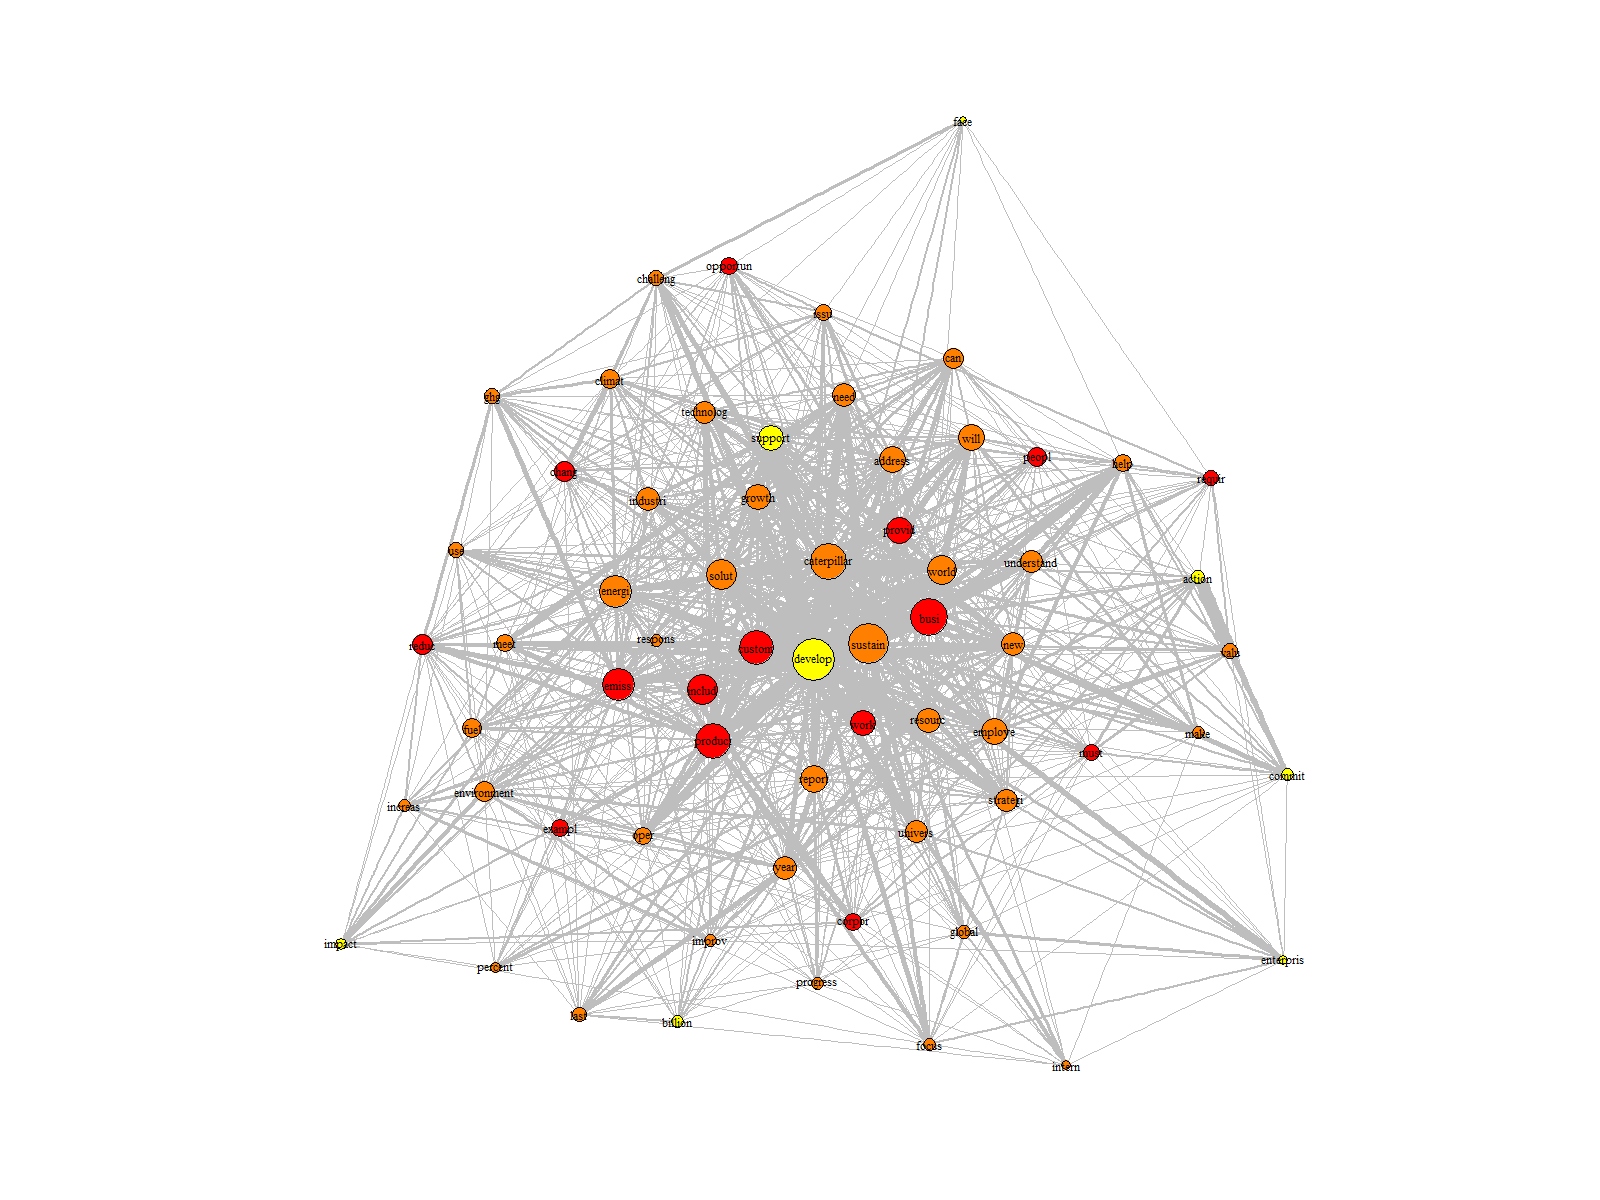 face
opportun
challeng
issu
can
climat
ghg
need
technolog
support
will
address
peopl
help
chang
requir
industri
growth
provid
use
caterpillar
understand
solut
world
action
energi
busi
respons
reduc
meet
custom
sustain
new
valu
develop
emiss
includ
resourc
work
fuel
employe
make
product
must
commit
report
environment
strategi
increas
exampl
oper
univers
year
corpor
global
improv
impact
enterpris
percent
progress
last
billion
focus
intern